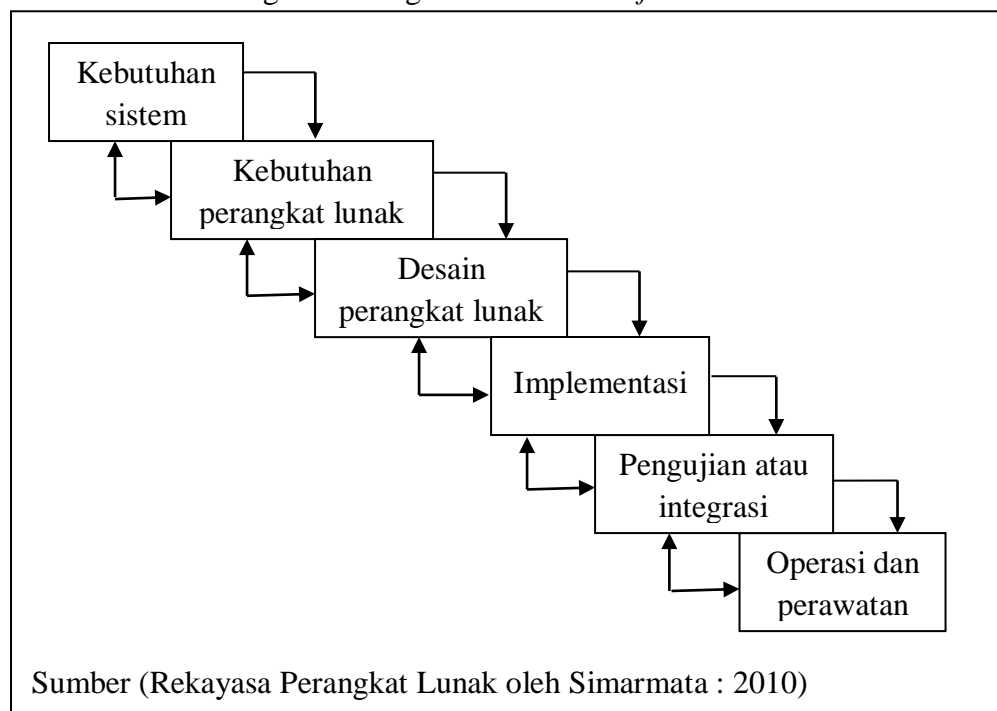 Kebutuhan
sistem
Kebutuhan
perangkat lunak
Desain
perangkat lunak
Implementasi
Pengujian atau
integrasi
Operasi dan
perawatan
Sumber (Rekayasa Perangkat Lunak oleh Simarmata : 2010)